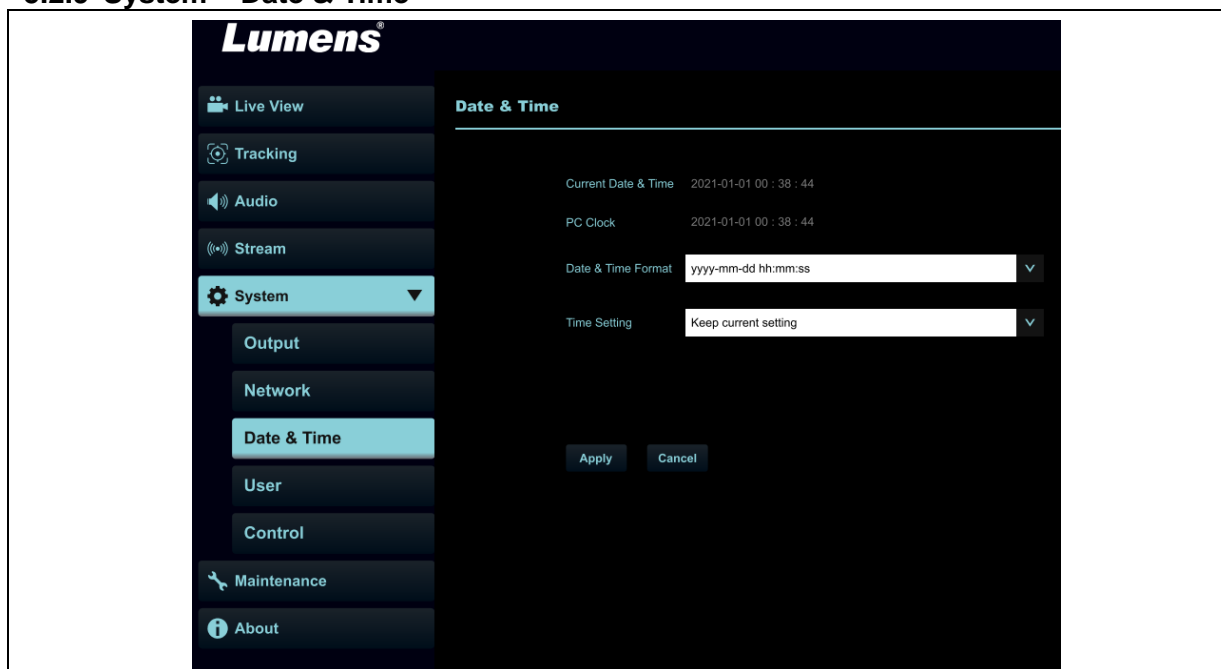 Lumens®
Live View
Tracking
Audio
Stream
System
Output
Network
Date & Time
User
Control
Maintenance
About
Date & Time
Current Date & Time 2021-01-01 00 : 38 : 44
PC Clock 2021-01-01 00 : 38 : 44
Date & Time Format yyyy-mm-dd hh:mm:ss
Time Setting Keep current setting
Apply Cancel